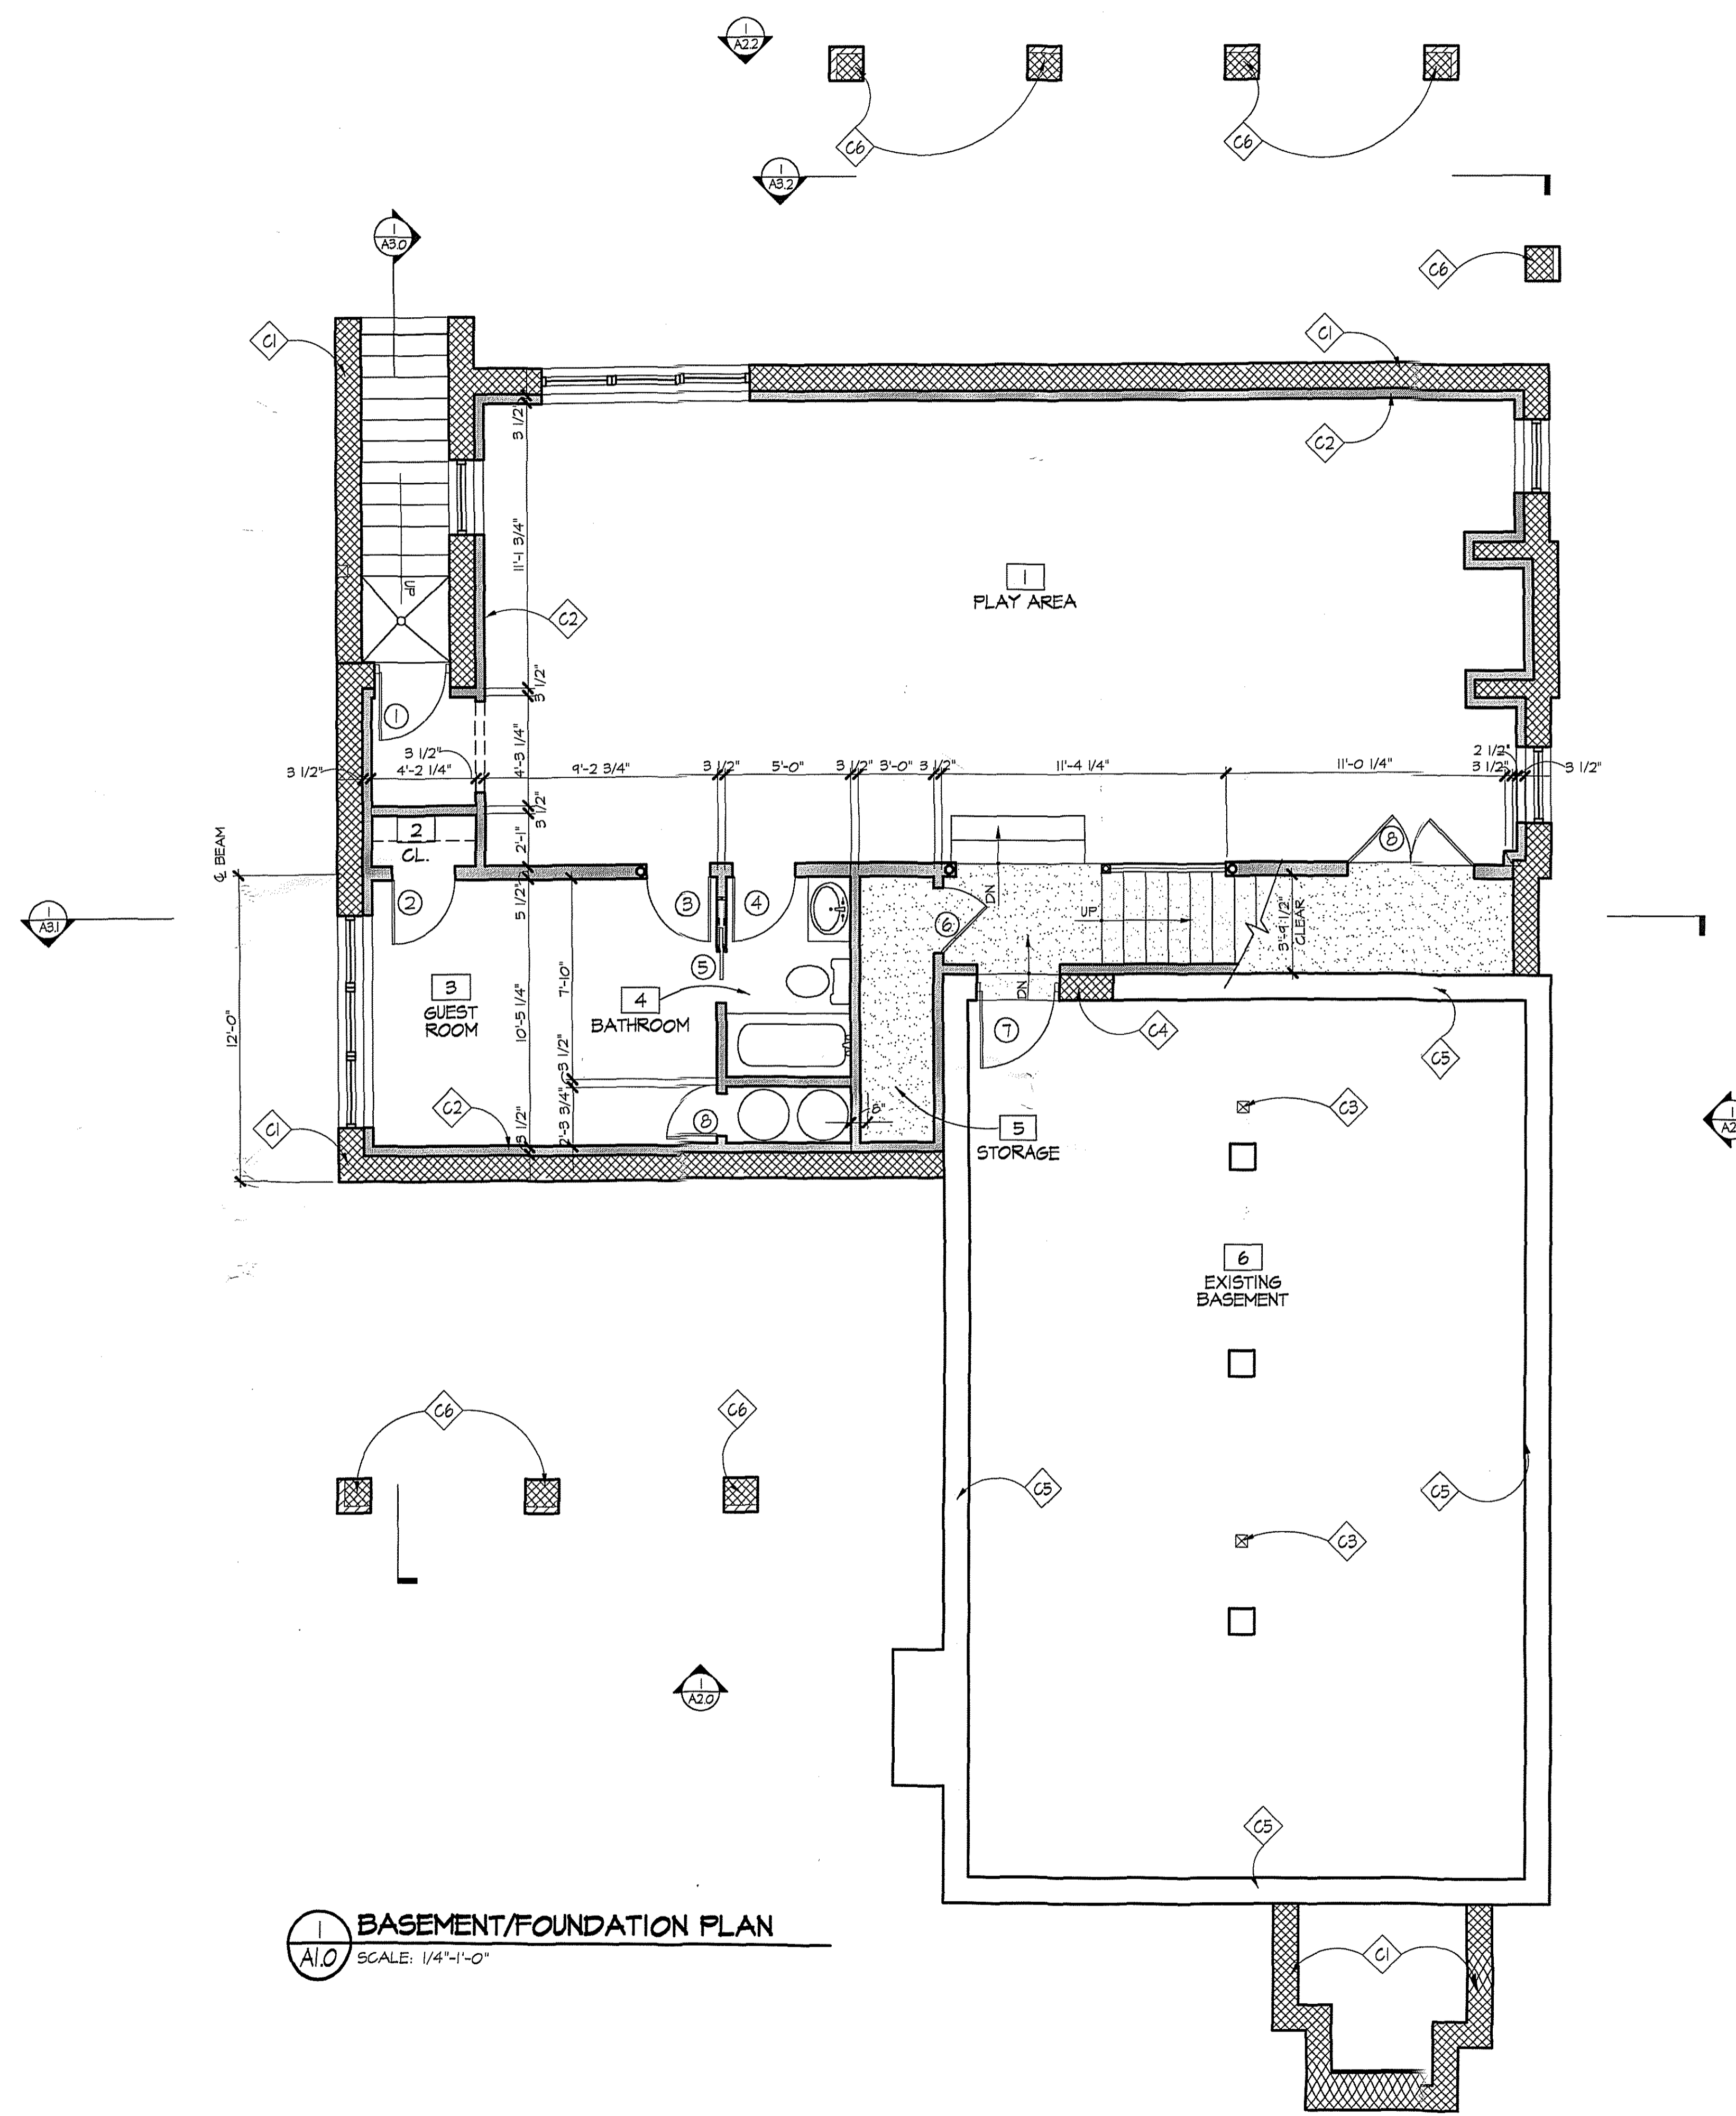 1
A2.2
C6
C6
1
A3.2
1
A3.0
C6
C1
C1
C2
3 1/2"
11'-1 3/4"
1
PLAY AREA
UP
C2
3 1/2"
1
4'-3 1/4"
3 1/2"
3 1/2"
4'-2 1/4"
9'-2 3/4"
3 1/2"
5'-0"
3 1/2"
3'-0"
3 1/2"
11'-4 1/4"
11'-0 1/4"
2 1/2"
3 1/2"
3 1/2"
3 1/2"
2
CL.
2'-1"
8
℄ BEAM
DN
2
5 1/2"
3
4
6
UP
3'-9 1/2"
CLEAR
1
A3.1
5
3
GUEST
ROOM
7'-10"
4
BATHROOM
DN
12'-0"
10'-5 1/4"
7
C4
C5
3 1/2"
C2
C3
C1
3 1/2"
2'-3 3/4"
8
8"
5
STORAGE
1
A2
6
EXISTING
BASEMENT
C6
C6
C5
C5
C3
1
A2.0
C5
1
A1.0
BASEMENT/FOUNDATION PLAN
SCALE: 1/4"-1'-0"
C1